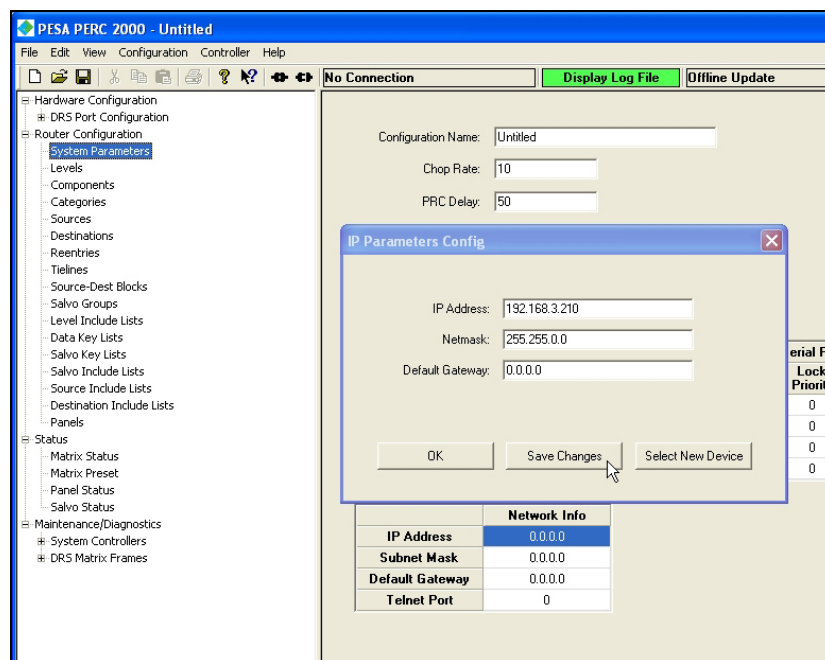 PESA PERC 2000 - Untitled
File Edit View Configuration Controller Help
No Connection Display Log File Offline Update
Hardware Configuration
DRS Port Configuration
Router Configuration
System Parameters
Levels
Components
Categories
Sources
Destinations
Reentries
Tielines
Source-Dest Blocks
Salvo Groups
Level Include Lists
Data Key Lists
Salvo Key Lists
Salvo Include Lists
Source Include Lists
Destination Include Lists
Panels
Status
Matrix Status
Matrix Preset
Panel Status
Salvo Status
Maintenance/Diagnostics
System Controllers
DRS Matrix Frames
Configuration Name: Untitled
Chop Rate: 10
PRC Delay: 50
IP Parameters Config
IP Address: 192.168.3.210
Netmask: 255.255.0.0
Default Gateway: 0.0.0.0
OK Save Changes Select New Device
erial P
Lock
Priorit
0
0
0
0
Network Info
IP Address 0.0.0.0
Subnet Mask 0.0.0.0
Default Gateway 0.0.0.0
Telnet Port 0